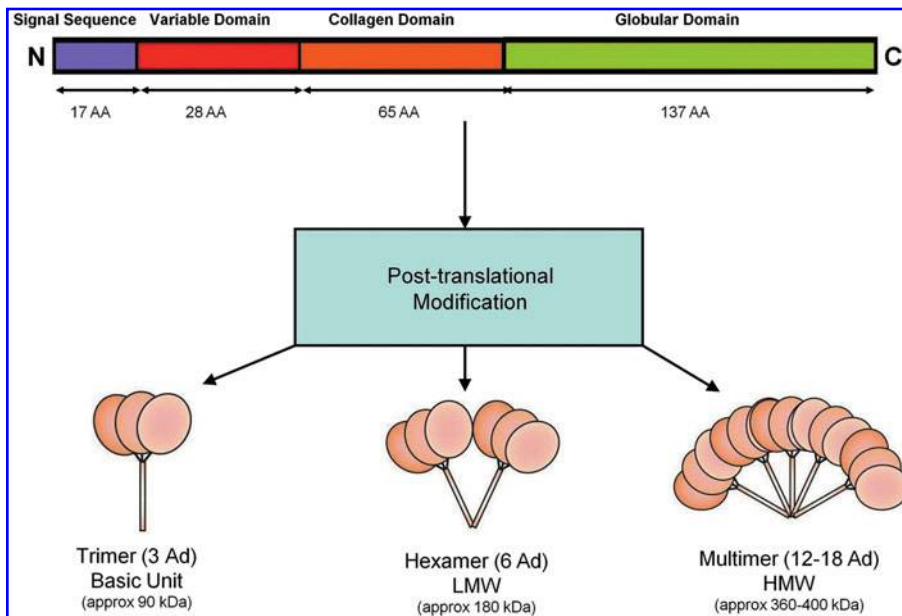 Signal Sequence Variable Domain Collagen Domain Globular Domain
N C
17 AA 28 AA 65 AA 137 AA
Post-translational
Modification
Trimer (3 Ad)
Basic Unit
(approx 90 kDa)
Hexamer (6 Ad)
LMW
(approx 180 kDa)
Multimer (12-18 Ad)
HMW
(approx 360-400 kDa)